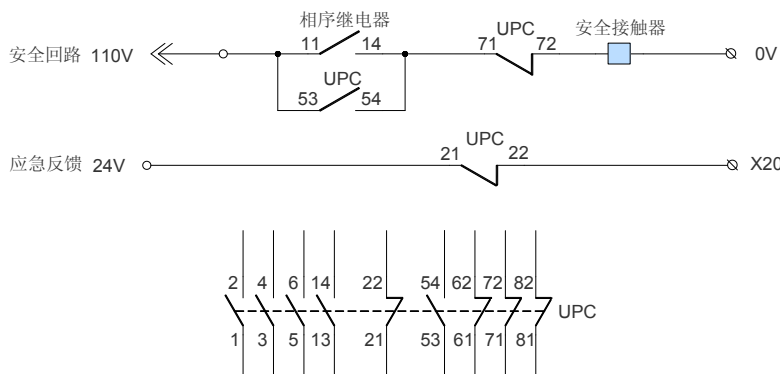 相序继电器
11 14
安全回路 110V
UPC
71 72
安全接触器
0V
UPC
53 54
应急反馈 24V
UPC
21 22
X20
2 4 6 14 22 54 62 72 82
UPC
1 3 5 13 21 53 61 71 81